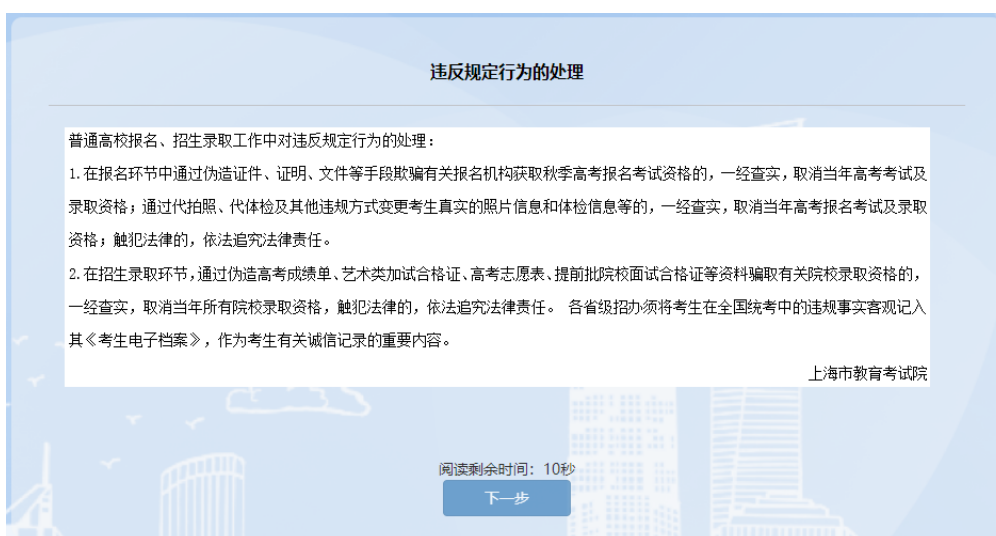 违反规定行为的处理
普通高校报名、招生录取工作中对违反规定行为的处理：
1.在报名环节中通过伪造证件、证明、文件等手段欺骗有关报名机构获取秋季高考报名考试资格的，一经查实，取消当年高考考试及
录取资格；通过代拍照、代体检及其他违规方式变更考生真实的照片信息和体检信息等的，一经查实，取消当年高考报名考试及录取
资格；触犯法律的，依法追究法律责任。
2.在招生录取环节，通过伪造高考成绩单、艺术类加试合格证、高考志愿表、提前批院校面试合格证等资料骗取有关院校录取资格的，
一经查实，取消当年所有院校录取资格，触犯法律的，依法追究法律责任。 各省级招办须将考生在全国统考中的违规事实客观记入
其《考生电子档案》，作为考生有关诚信记录的重要内容。
上海市教育考试院
阅读剩余时间：10秒
下一步